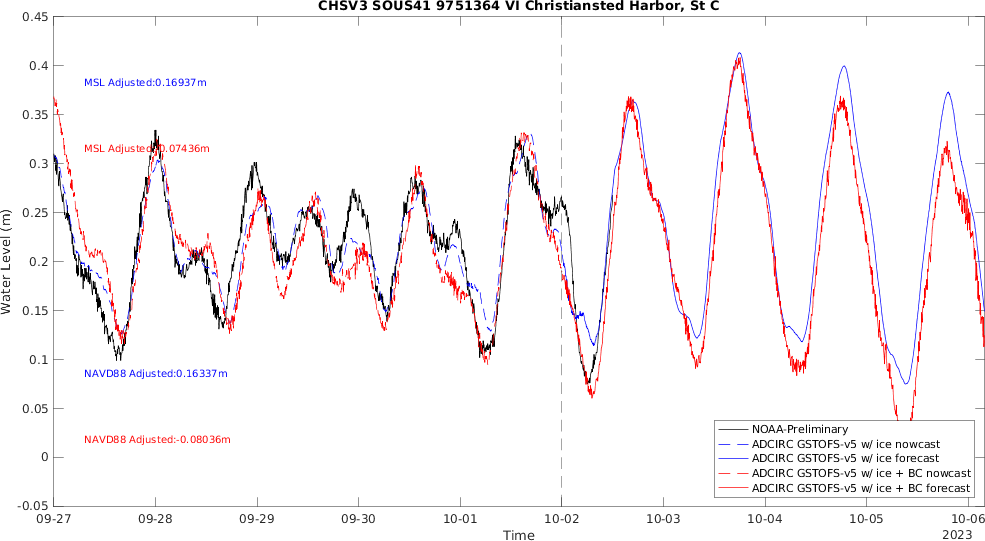 CHSV3 SOUS41 9751364 VI Christiansted Harbor, St C
0.45
0.4
0.35
0.3
0.25
0.2
0.15
0.1
0.05
0
-0.05
Water Level (m)
MSL Adjusted:0.16937m
MSL Adjusted:-0.07436m
NAVD88 Adjusted:0.16337m
NAVD88 Adjusted:-0.08036m
NOAA-Preliminary
ADCIRC GSTOFS-v5 w/ ice nowcast
ADCIRC GSTOFS-v5 w/ ice forecast
ADCIRC GSTOFS-v5 w/ ice + BC nowcast
ADCIRC GSTOFS-v5 w/ ice + BC forecast
09-27 09-28 09-29 09-30 10-01 10-02 10-03 10-04 10-05 10-06
Time
2023